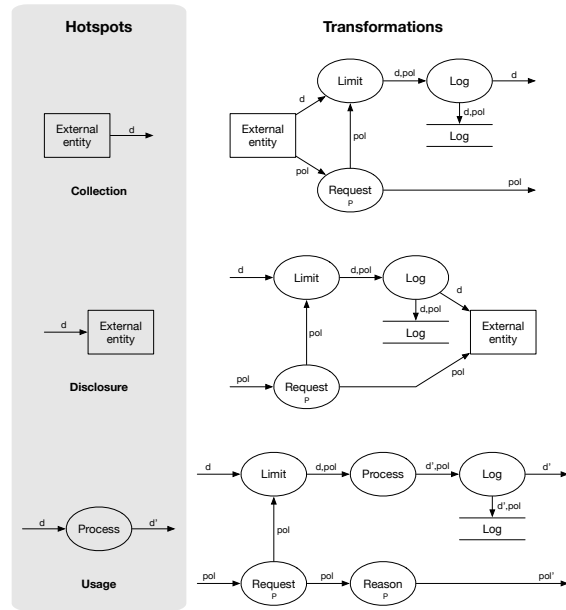 Hotspots
Transformations
External
entity
d
Collection
External
entity
d
pol
Limit
d,pol
Log
d
d,pol
Log
pol
Request
P
pol
d
External
entity
Disclosure
d
Limit
d,pol
Log
d
d,pol
Log
External
entity
pol
pol
Request
P
pol
d
Process
d'
Usage
d
Limit
d,pol
Process
d',pol
Log
d'
d',pol
Log
pol
pol
Request
P
pol
Reason
P
pol'